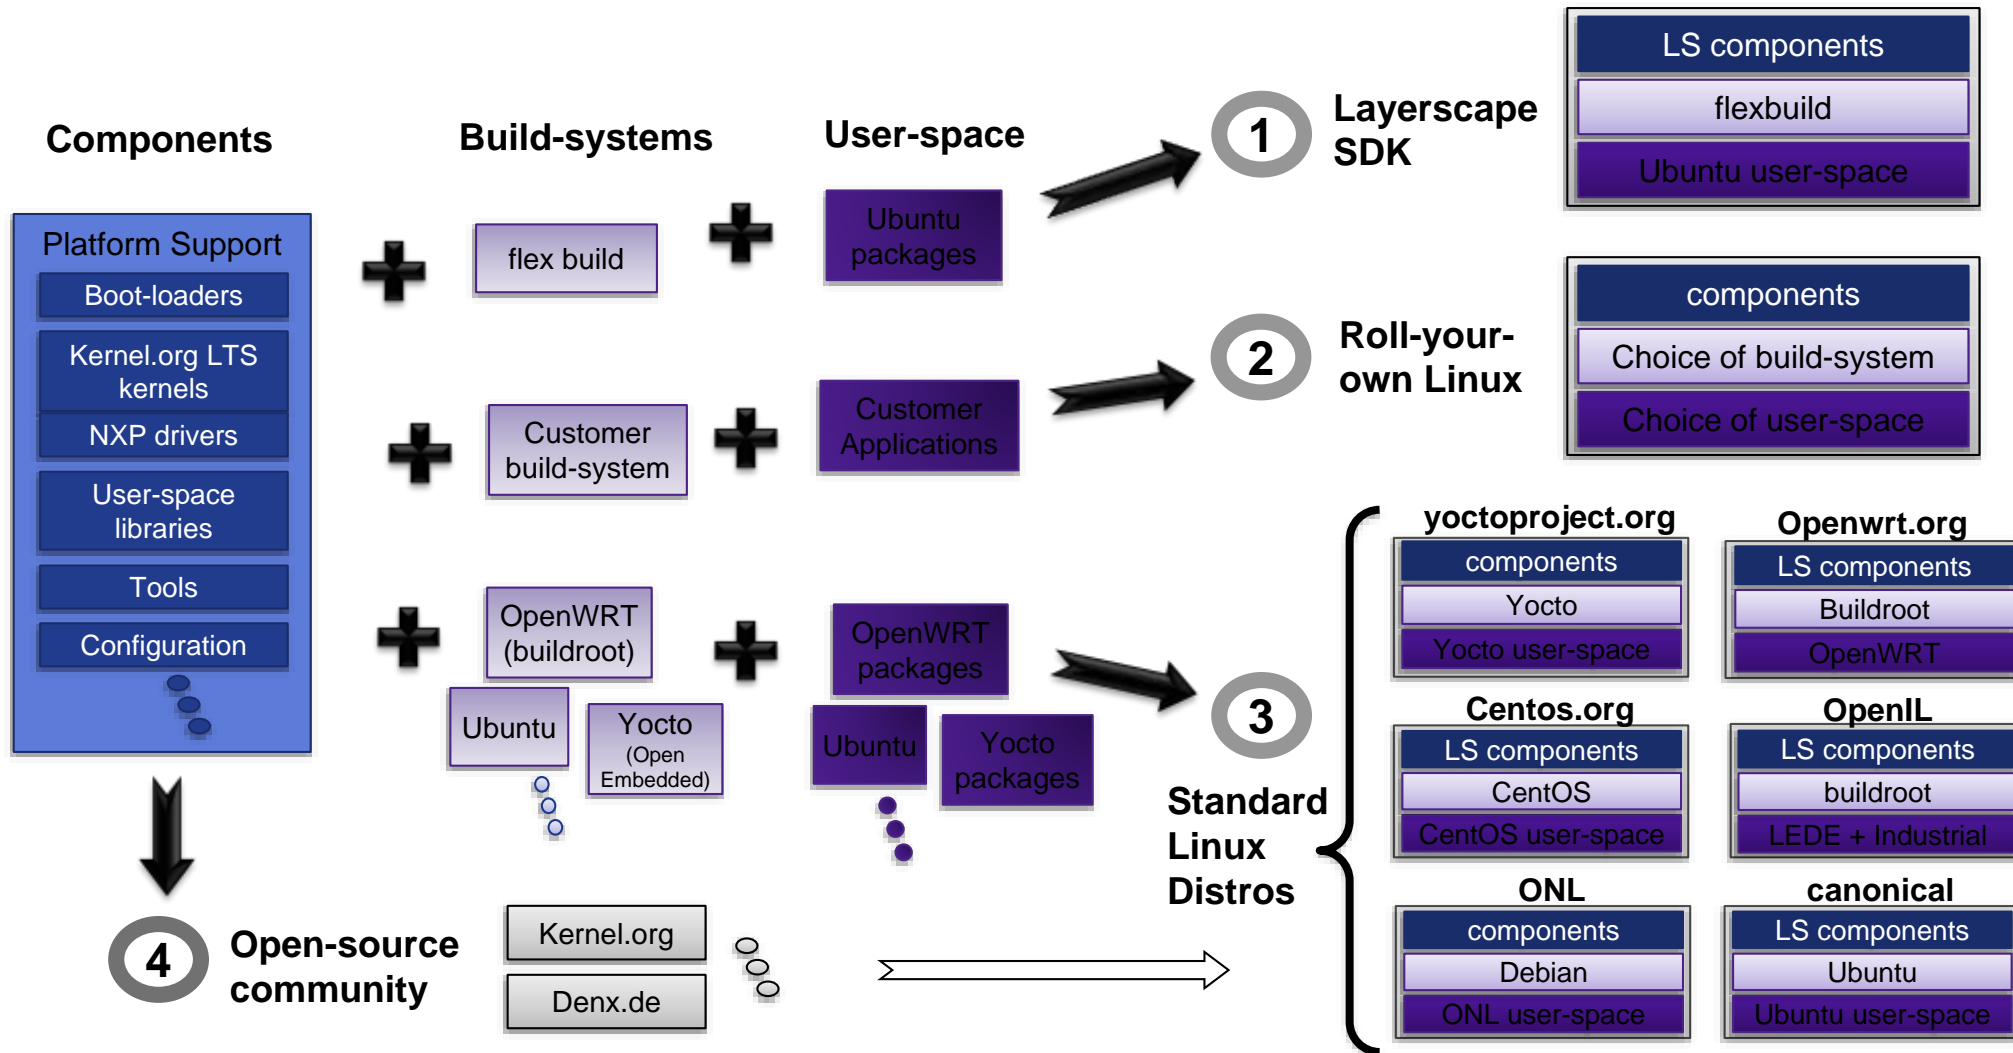 Components
Build-systems
User-space
Platform Support
Boot-loaders
Kernel.org LTS
kernels
NXP drivers
User-space
libraries
Tools
Configuration
flex build
Ubuntu
packages
1
Layerscape
SDK
LS components
flexbuild
Ubuntu user-space
Customer
build-system
Customer
Applications
2
Roll-your-
own Linux
components
Choice of build-system
Choice of user-space
OpenWRT
(buildroot)
Ubuntu
Yocto
(Open
Embedded)
OpenWRT
packages
Ubuntu
Yocto
packages
3
Standard
Linux
Distros
yoctoproject.org
components
Yocto
Yocto user-space
Openwrt.org
LS components
Buildroot
OpenWRT
Centos.org
LS components
CentOS
CentOS user-space
OpenIL
LS components
buildroot
LEDE + Industrial
ONL
components
Debian
ONL user-space
canonical
LS components
Ubuntu
Ubuntu user-space
4
Open-source
community
Kernel.org
Denx.de